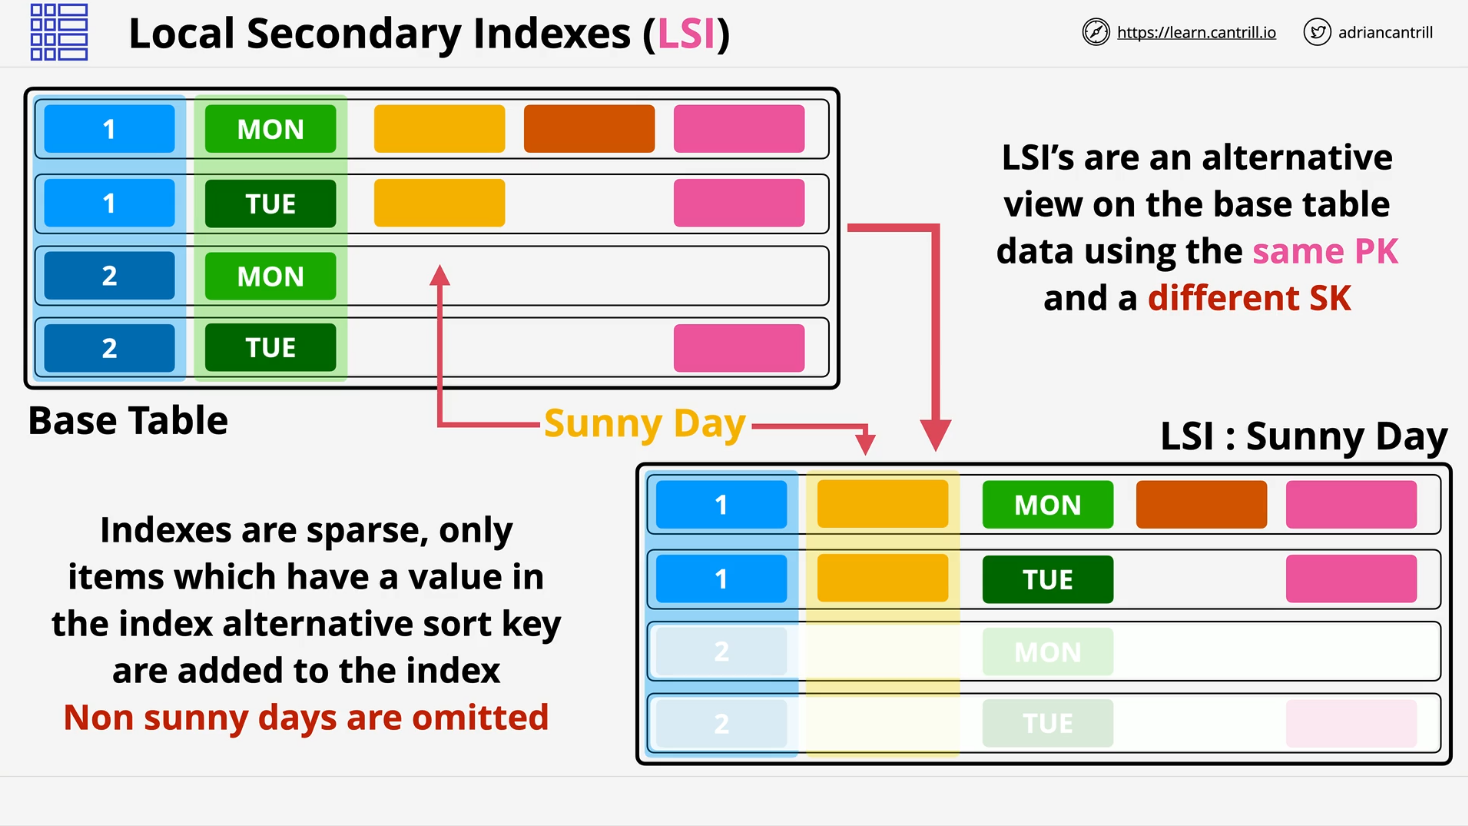 Local Secondary Indexes (LSI)
https://learn.cantrill.io
adriancantrill
1 MON
1 TUE
2 MON
2 TUE
Base Table
LSI’s are an alternative
view on the base table
data using the same PK
and a different SK
Sunny Day
LSI : Sunny Day
1 MON
1 TUE
2 MON
2 TUE
Indexes are sparse, only
items which have a value in
the index alternative sort key
are added to the index
Non sunny days are omitted